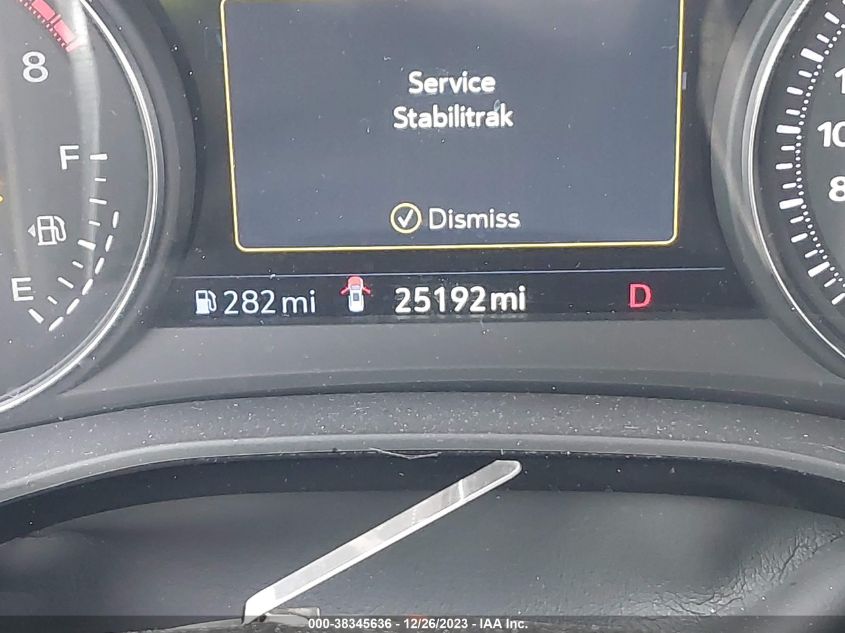 8
F
E
Service
Stabilitrak
Dismiss
282 mi
25192 mi
D
10
8
000-38345636 - 12/26/2023 - IAA Inc.